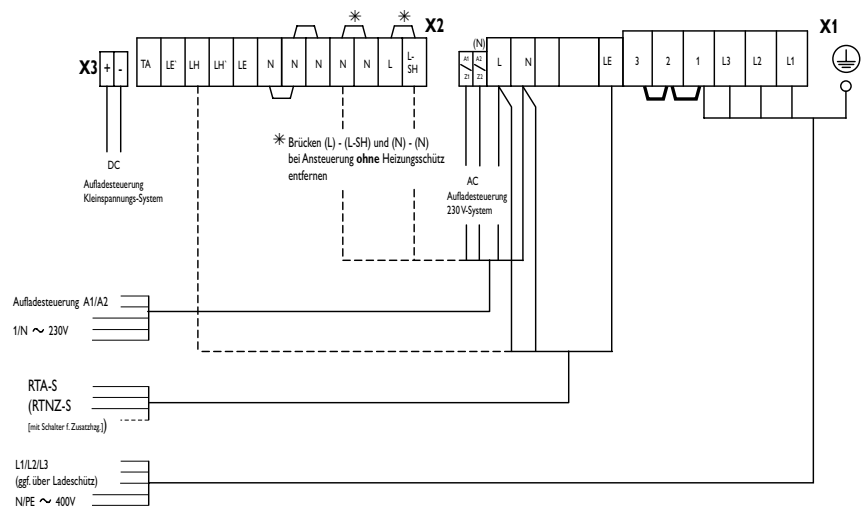 X3
+ -
DC
Aufladesteuerung
Kleinspannungs-System
X2
TA LE` LH LH` LE N N N N N L L-SH
✳ ✳
✳ Brücken (L) - (L-SH) und (N) - (N)
bei Ansteuerung ohne Heizungsschütz
entfernen
X1
(N)
A1 A2 L N LE 3 2 1 L3 L2 L1
Z1 Z2
AC
Aufladesteuerung
230 V-System
Aufladesteuerung A1/A2
1/N ~ 230V
RTA-S
(RTNZ-S
[mit Schalter f. Zusatzhzg.])
L1/L2/L3
(ggf. über Ladeschütz)
N/PE ~ 400V